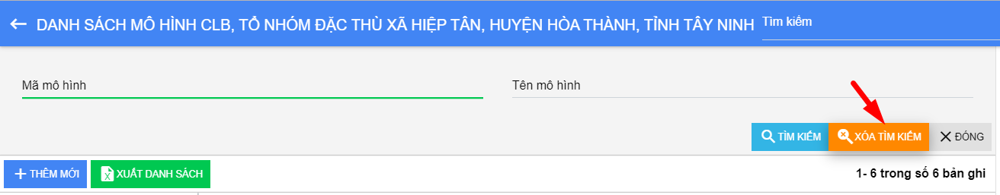 DANH SÁCH MÔ HÌNH CLB, TỔ NHÓM ĐẶC THÙ XÃ HIỆP TÂN, HUYỆN HÒA THÀNH, TỈNH TÂY NINH Tìm kiếm
Mã mô hình Tên mô hình
TÌM KIẾM XÓA TÌM KIẾM ĐÓNG
THÊM MỚI XUẤT DANH SÁCH 1- 6 trong số 6 bản ghi